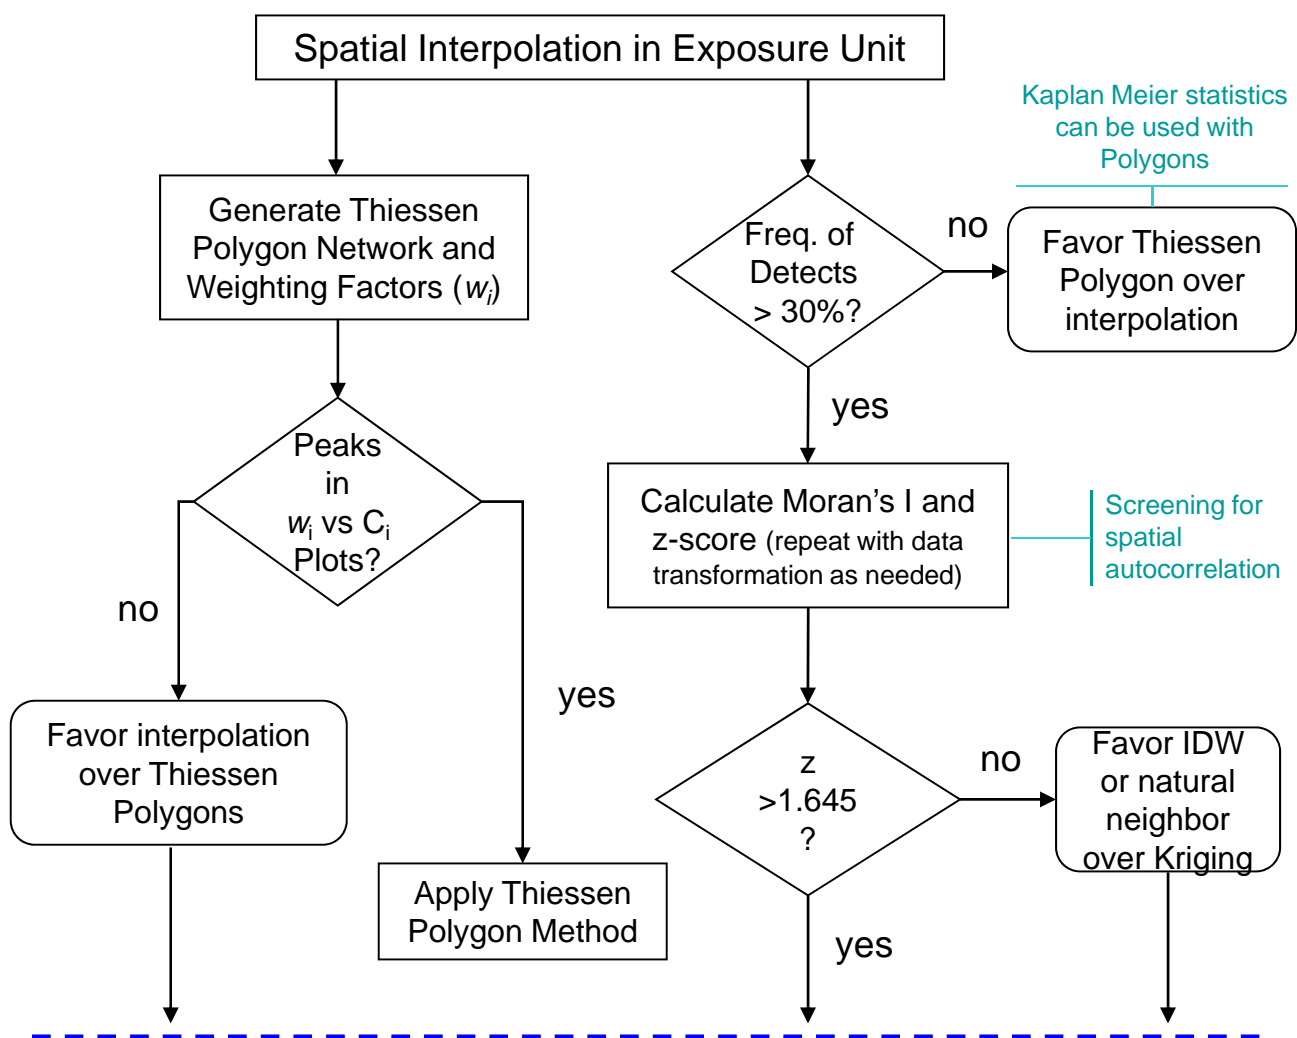 Spatial Interpolation in Exposure Unit
Kaplan Meier statistics
can be used with
Polygons
Generate Thiessen
Polygon Network and
Weighting Factors (wi)
Freq. of
Detects
> 30%?
no
Favor Thiessen
Polygon over
interpolation
yes
Peaks
in
wi vs Ci
Plots?
Calculate Moran’s I and
z-score (repeat with data
transformation as needed)
Screening for
spatial
autocorrelation
no
yes
Favor interpolation
over Thiessen
Polygons
z
>1.645
?
no
Favor IDW
or natural
neighbor
over Kriging
Apply Thiessen
Polygon Method
yes